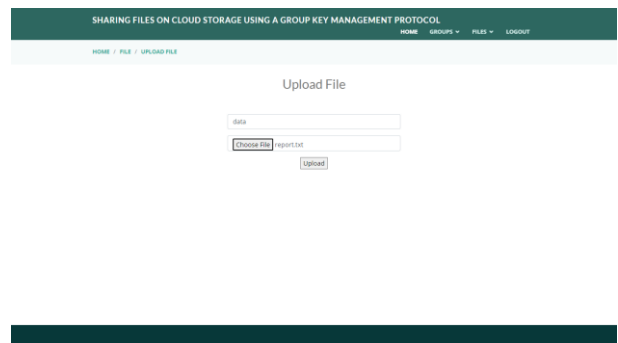 SHARING FILES ON CLOUD STORAGE USING A GROUP KEY MANAGEMENT PROTOCOL
HOME GROUPS FILES LOGOUT
HOME / FILE / UPLOAD FILE
Upload File
data
Choose File report.txt
Upload